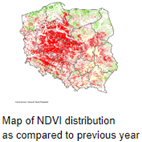 Map of NDVI distribution
as compared to previous year